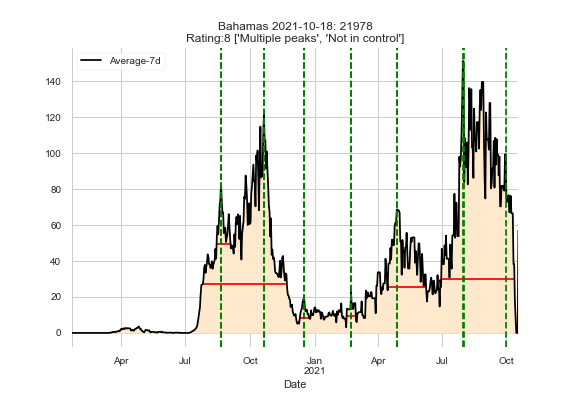 Bahamas 2021-10-18: 21978
Rating:8 ['Multiple peaks', 'Not in control']
Average-7d
140
120
100
80
60
40
20
0
Apr Jul Oct Jan Apr Jul Oct
2021
Date